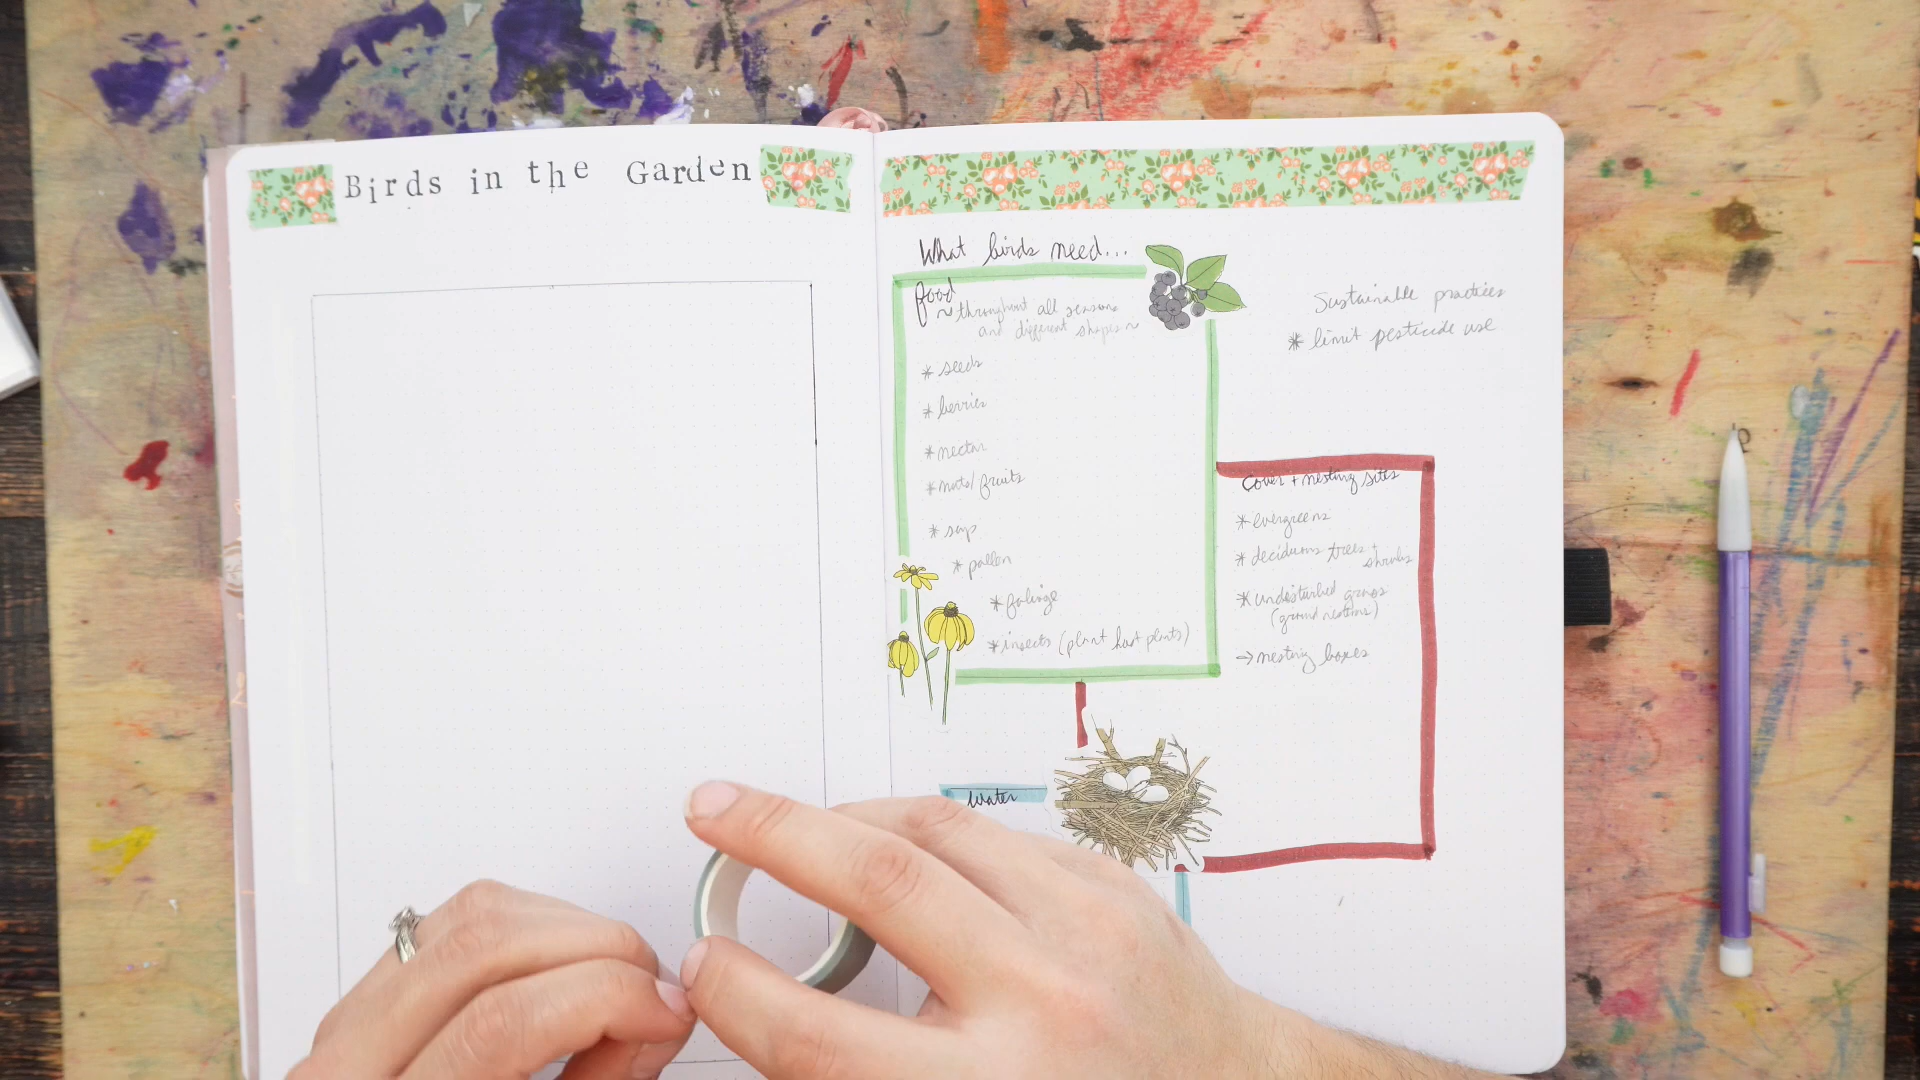 Birds in the Garden
What birds need...
food
~throughout all seasons
and different shapes~
* seeds
* berries
* nectar
* nuts/fruits
* sap
* pollen
* foliage
* insects (plant host plants)
Sustainable practices
* limit pesticide use
Cover + nesting sites
* evergreens
* deciduous trees +
shrubs
* undisturbed grass
(ground nesters)
→ nesting boxes
Water